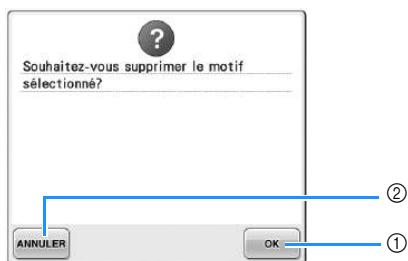 ?
Souhaitez-vous supprimer le motif
sélectionné?
②
ANNULER
OK
①